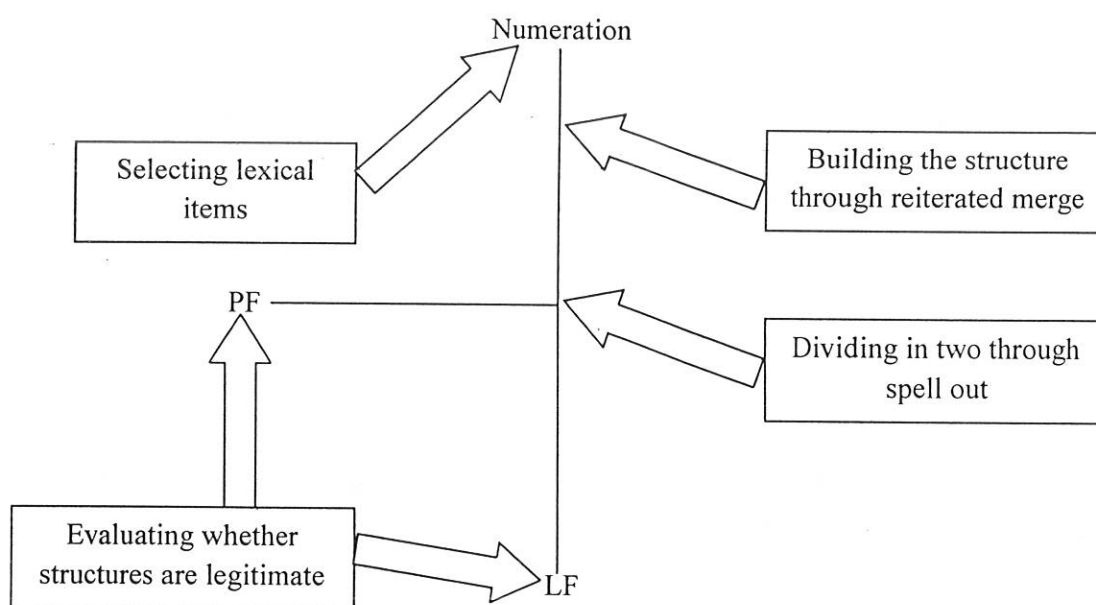 Numeration
Selecting lexical
items
Building the structure
through reiterated merge
PF
Dividing in two through
spell out
Evaluating whether
structures are legitimate
LF